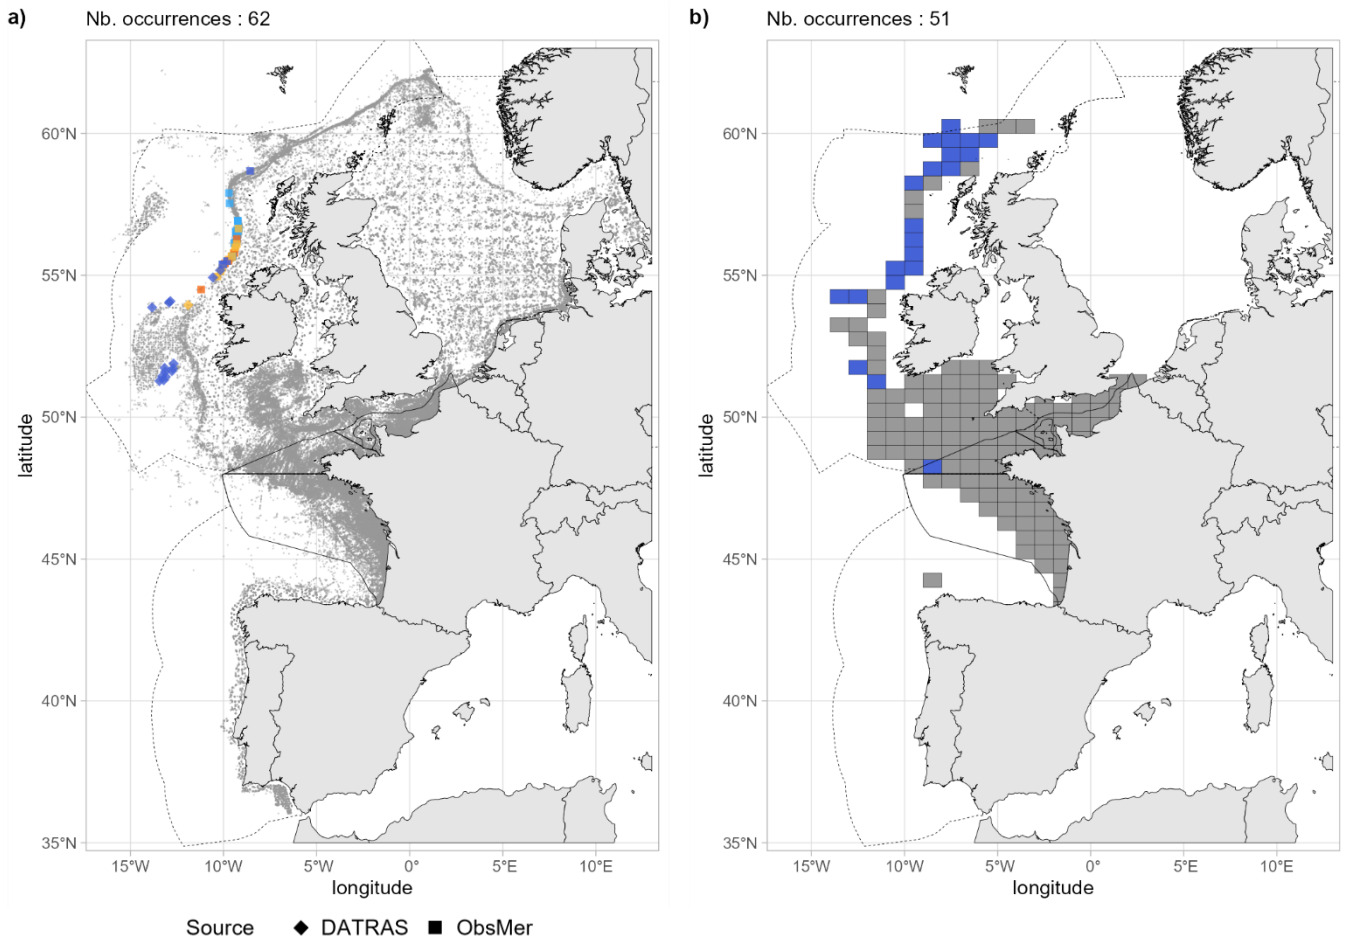 a)
Nb. occurrences : 62
60°N
55°N
50°N
45°N
40°N
35°N
latitude
15°W
10°W
5°W
0°
5°E
10°E
longitude
b)
Nb. occurrences : 51
60°N
55°N
50°N
45°N
40°N
35°N
latitude
15°W
10°W
5°W
0°
5°E
10°E
longitude
Source
DATRAS
ObsMer